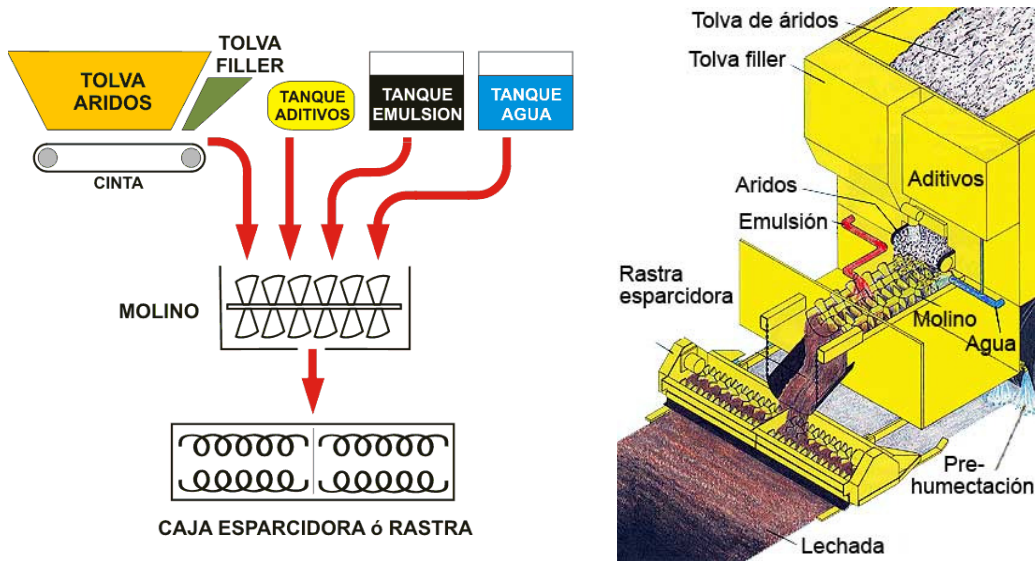 TOLVA
FILLER
TOLVA
ARIDOS
TANQUE
ADITIVOS
TANQUE
EMULSION
TANQUE
AGUA
CINTA
MOLINO
CAJA ESPARCIDORA ó RASTRA
Tolva de áridos
Tolva filler
Aditivos
Aridos
Emulsión
Rastra
esparcidora
Molino
Agua
Pre-
humectación
Lechada